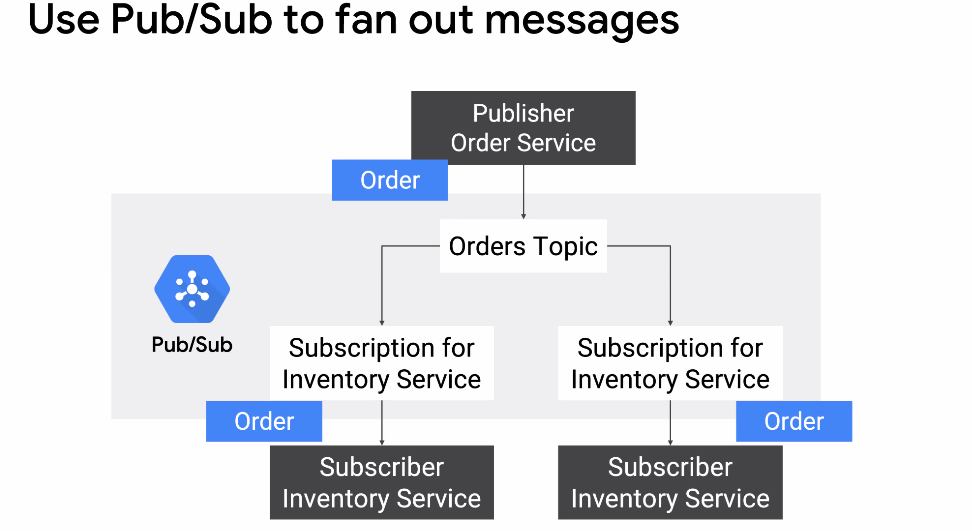 Use Pub/Sub to fan out messages
Publisher
Order Service
Order
Orders Topic
Pub/Sub
Subscription for
Inventory Service
Subscription for
Inventory Service
Order
Order
Subscriber
Inventory Service
Subscriber
Inventory Service